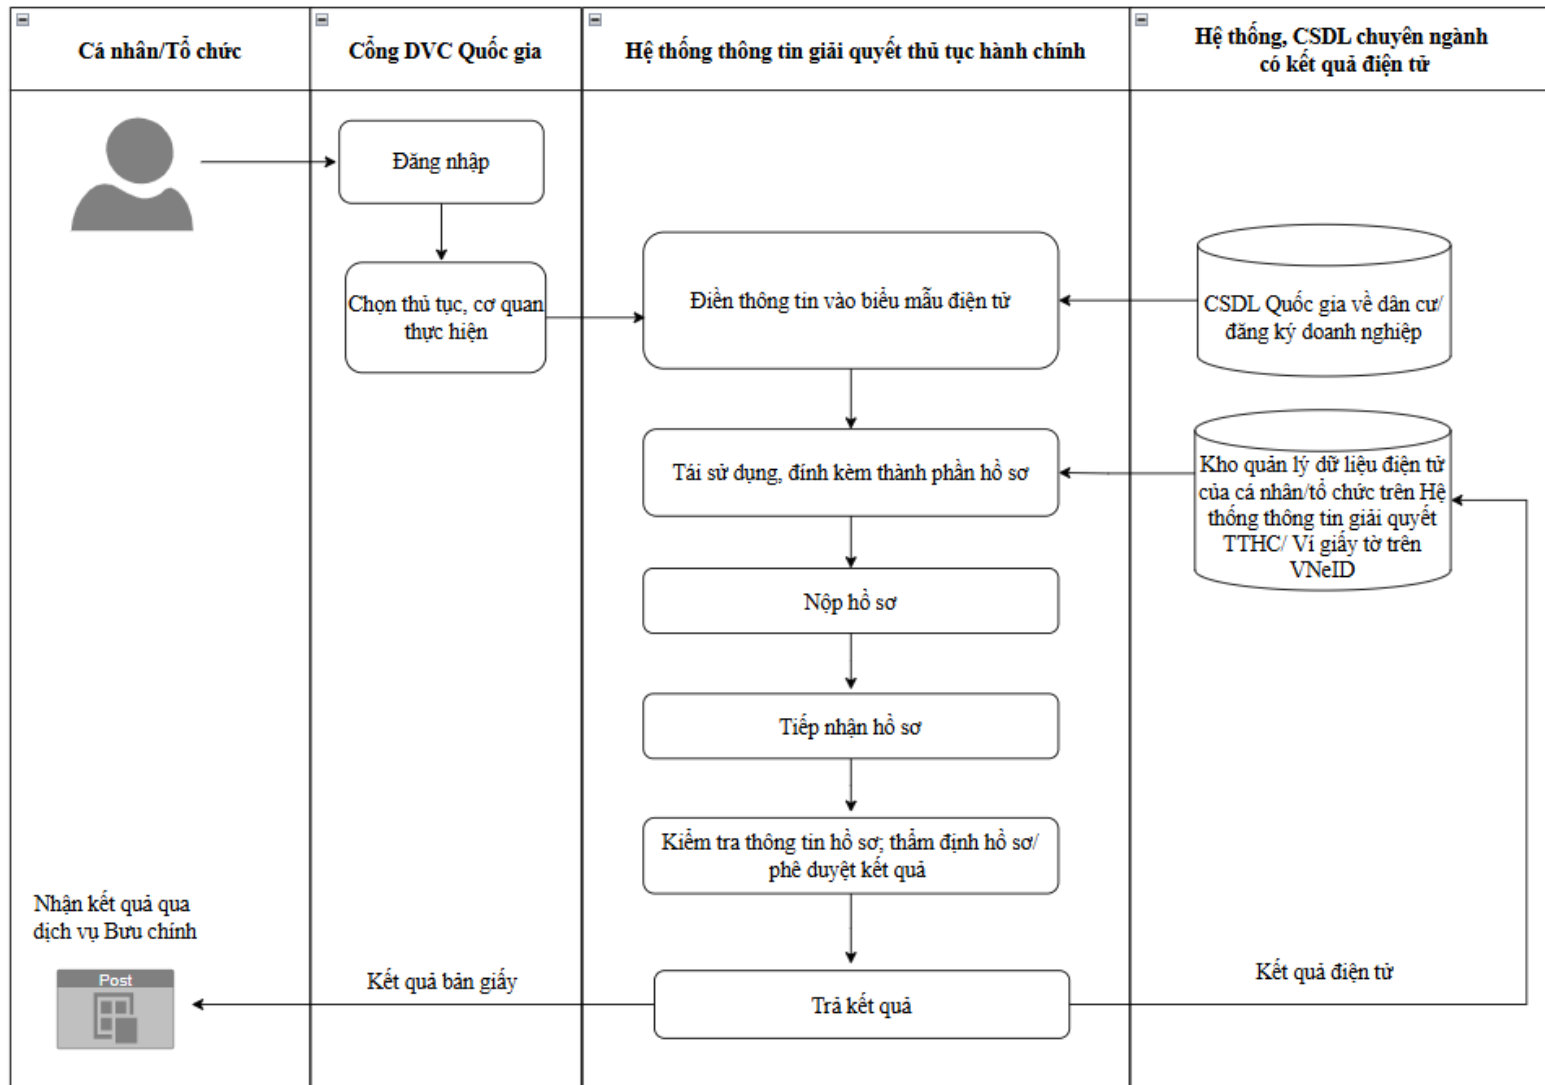 Cá nhân/Tổ chức
Cổng DVC Quốc gia
Hệ thống thông tin giải quyết thủ tục hành chính
Hệ thống, CSDL chuyên ngành
có kết quả điện tử
Đăng nhập
Chọn thủ tục, cơ quan
thực hiện
Điền thông tin vào biểu mẫu điện tử
CSDL Quốc gia về dân cư/
đăng ký doanh nghiệp
Tái sử dụng, đính kèm thành phần hồ sơ
Kho quản lý dữ liệu điện tử
của cá nhân/tổ chức trên Hệ
thống thông tin giải quyết
TTHC/ Ví giấy tờ trên
VNeID
Nộp hồ sơ
Tiếp nhận hồ sơ
Kiểm tra thông tin hồ sơ; thẩm định hồ sơ/
phê duyệt kết quả
Nhận kết quả qua
dịch vụ Bưu chính
Post
Kết quả bản giấy
Trả kết quả
Kết quả điện tử